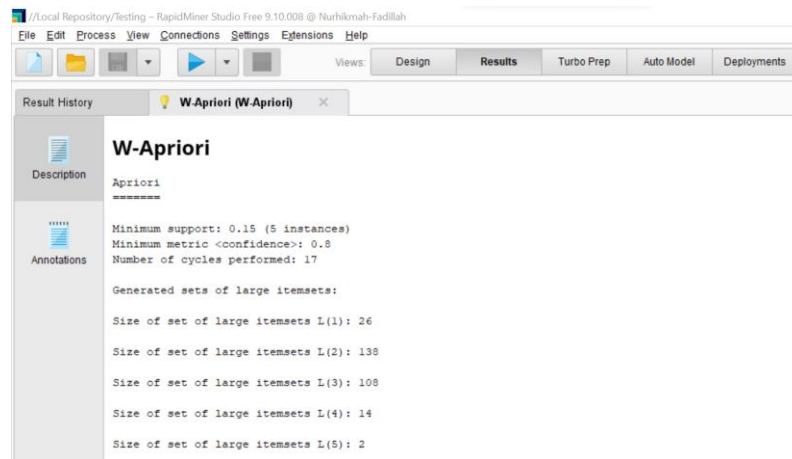 //Local Repository/Testing – RapidMiner Studio Free 9.10.008 @ Nurhikmah-Fadillah
File Edit Process View Connections Settings Extensions Help
Views: Design Results Turbo Prep Auto Model Deployments
Result History W-Apriori (W-Apriori)
W-Apriori
Description
Apriori
=======
Annotations
Minimum support: 0.15 (5 instances)
Minimum metric <confidence>: 0.8
Number of cycles performed: 17
Generated sets of large itemsets:
Size of set of large itemsets L(1): 26
Size of set of large itemsets L(2): 138
Size of set of large itemsets L(3): 108
Size of set of large itemsets L(4): 14
Size of set of large itemsets L(5): 2